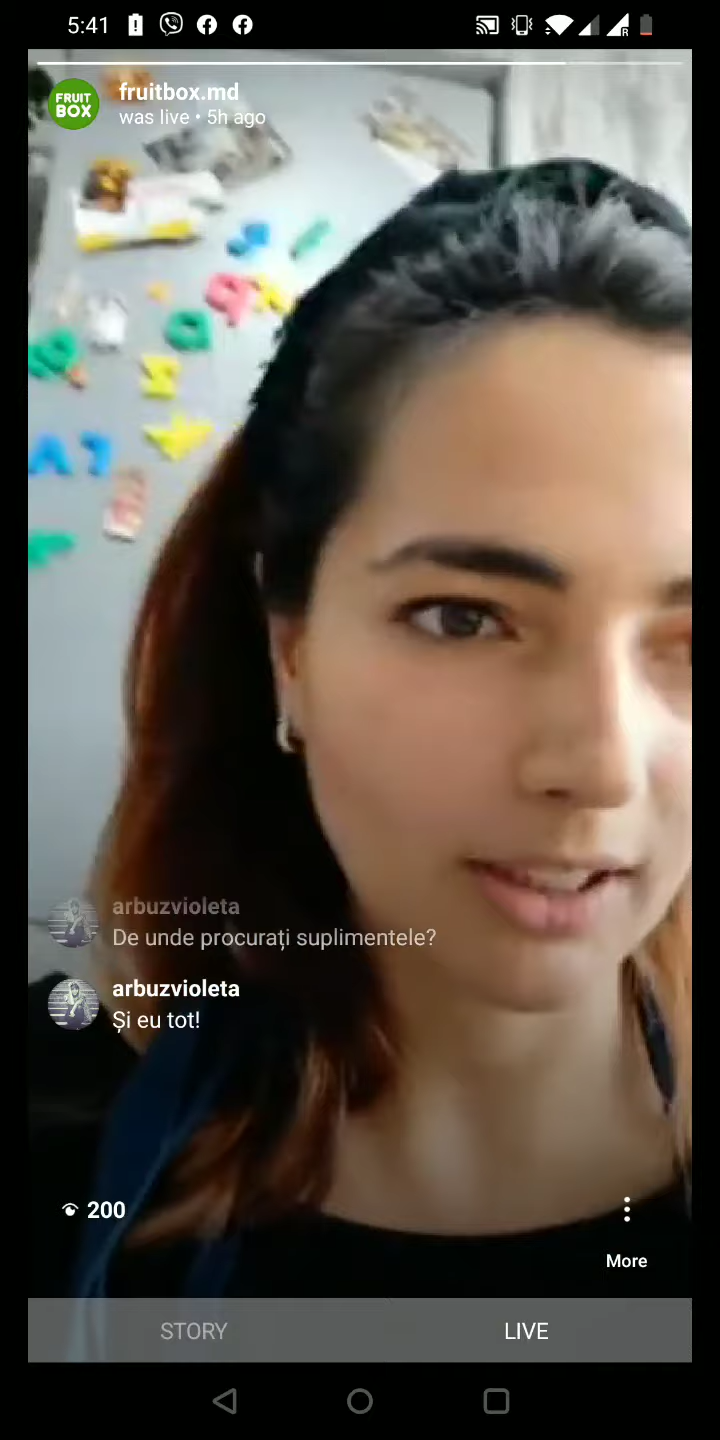 5:41
FRUIT
BOX
fruitbox.md
was live • 5h ago
arbuzvioleta
De unde procurați suplimentele?
arbuzvioleta
Și eu tot!
200
More
STORY
LIVE